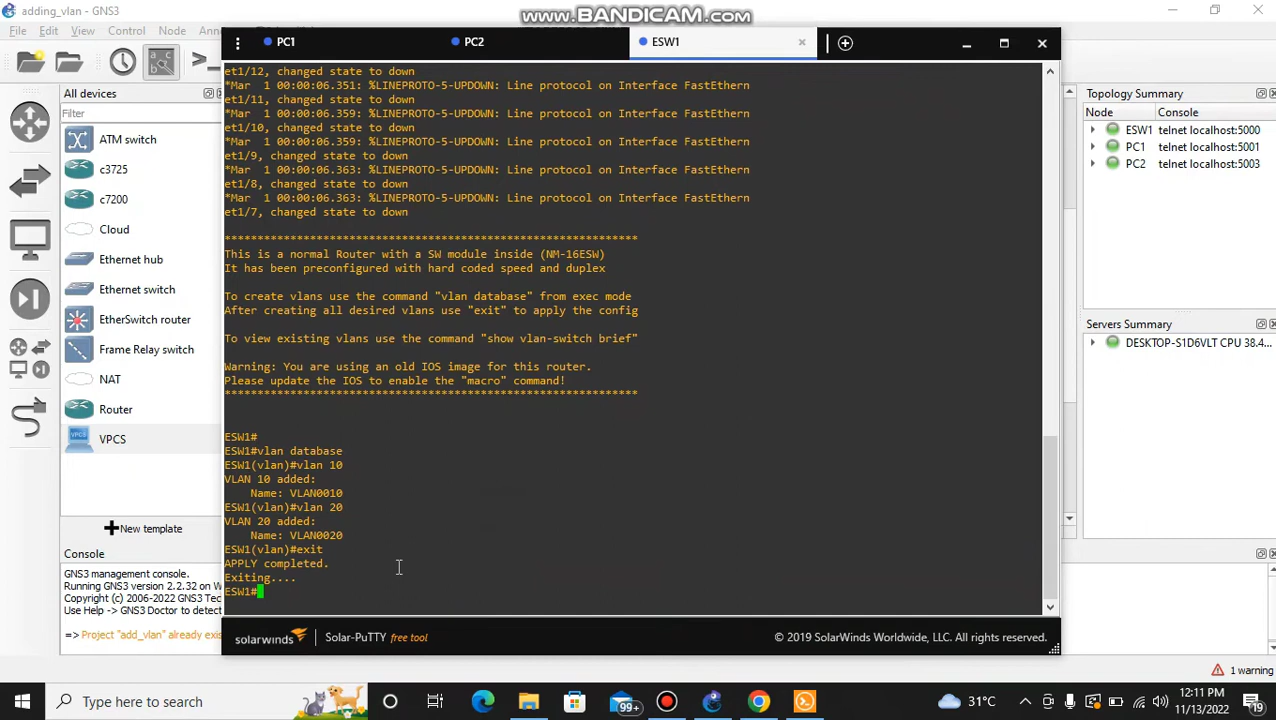 adding_vlan - GNS3
www.BANDICAM.com
File Edit View Control Node Anno
PC1 PC2 ESW1
All devices
Filter
ATM switch
c3725
c7200
Cloud
Ethernet hub
Ethernet switch
EtherSwitch router
Frame Relay switch
NAT
Router
VPCS
New template
Console
GNS3 management console.
Running GNS3 version 2.2.32 on W
Copyright (c) 2006-2022 Technolog
Use Help -> GNS3 Doctor to detect
=> Project "add_vlan" already exis
et1/12, changed state to down
*Mar  1 00:00:06.351: %LINEPROTO-5-UPDOWN: Line protocol on Interface FastEthern
et1/11, changed state to down
*Mar  1 00:00:06.359: %LINEPROTO-5-UPDOWN: Line protocol on Interface FastEthern
et1/10, changed state to down
*Mar  1 00:00:06.359: %LINEPROTO-5-UPDOWN: Line protocol on Interface FastEthern
et1/9, changed state to down
*Mar  1 00:00:06.363: %LINEPROTO-5-UPDOWN: Line protocol on Interface FastEthern
et1/8, changed state to down
*Mar  1 00:00:06.363: %LINEPROTO-5-UPDOWN: Line protocol on Interface FastEthern
et1/7, changed state to down
***************************************************************
This is a normal Router with a SW module inside (NM-16ESW)
It has been preconfigured with hard coded speed and duplex
To create vlans use the command "vlan database" from exec mode
After creating all desired vlans use "exit" to apply the config
To view existing vlans use the command "show vlan-switch brief"
Warning: You are using an old IOS image for this router.
Please update the IOS to enable the "macro" command!
***************************************************************
ESW1#
ESW1#vlan database
ESW1(vlan)#vlan 10
VLAN 10 added:
Name: VLAN0010
ESW1(vlan)#vlan 20
VLAN 20 added:
Name: VLAN0020
ESW1(vlan)#exit
APPLY completed.
Exiting....
ESW1#
solarwinds Solar-PuTTY free tool © 2019 SolarWinds Worldwide, LLC. All rights reserved.
Topology Summary
Node Console
ESW1 telnet localhost:5000
PC1 telnet localhost:5001
PC2 telnet localhost:5003
Servers Summary
DESKTOP-S1D6VLT CPU 38.4...
1 warning
Type here to search
99+
31°C
12:11 PM
11/13/2022
19